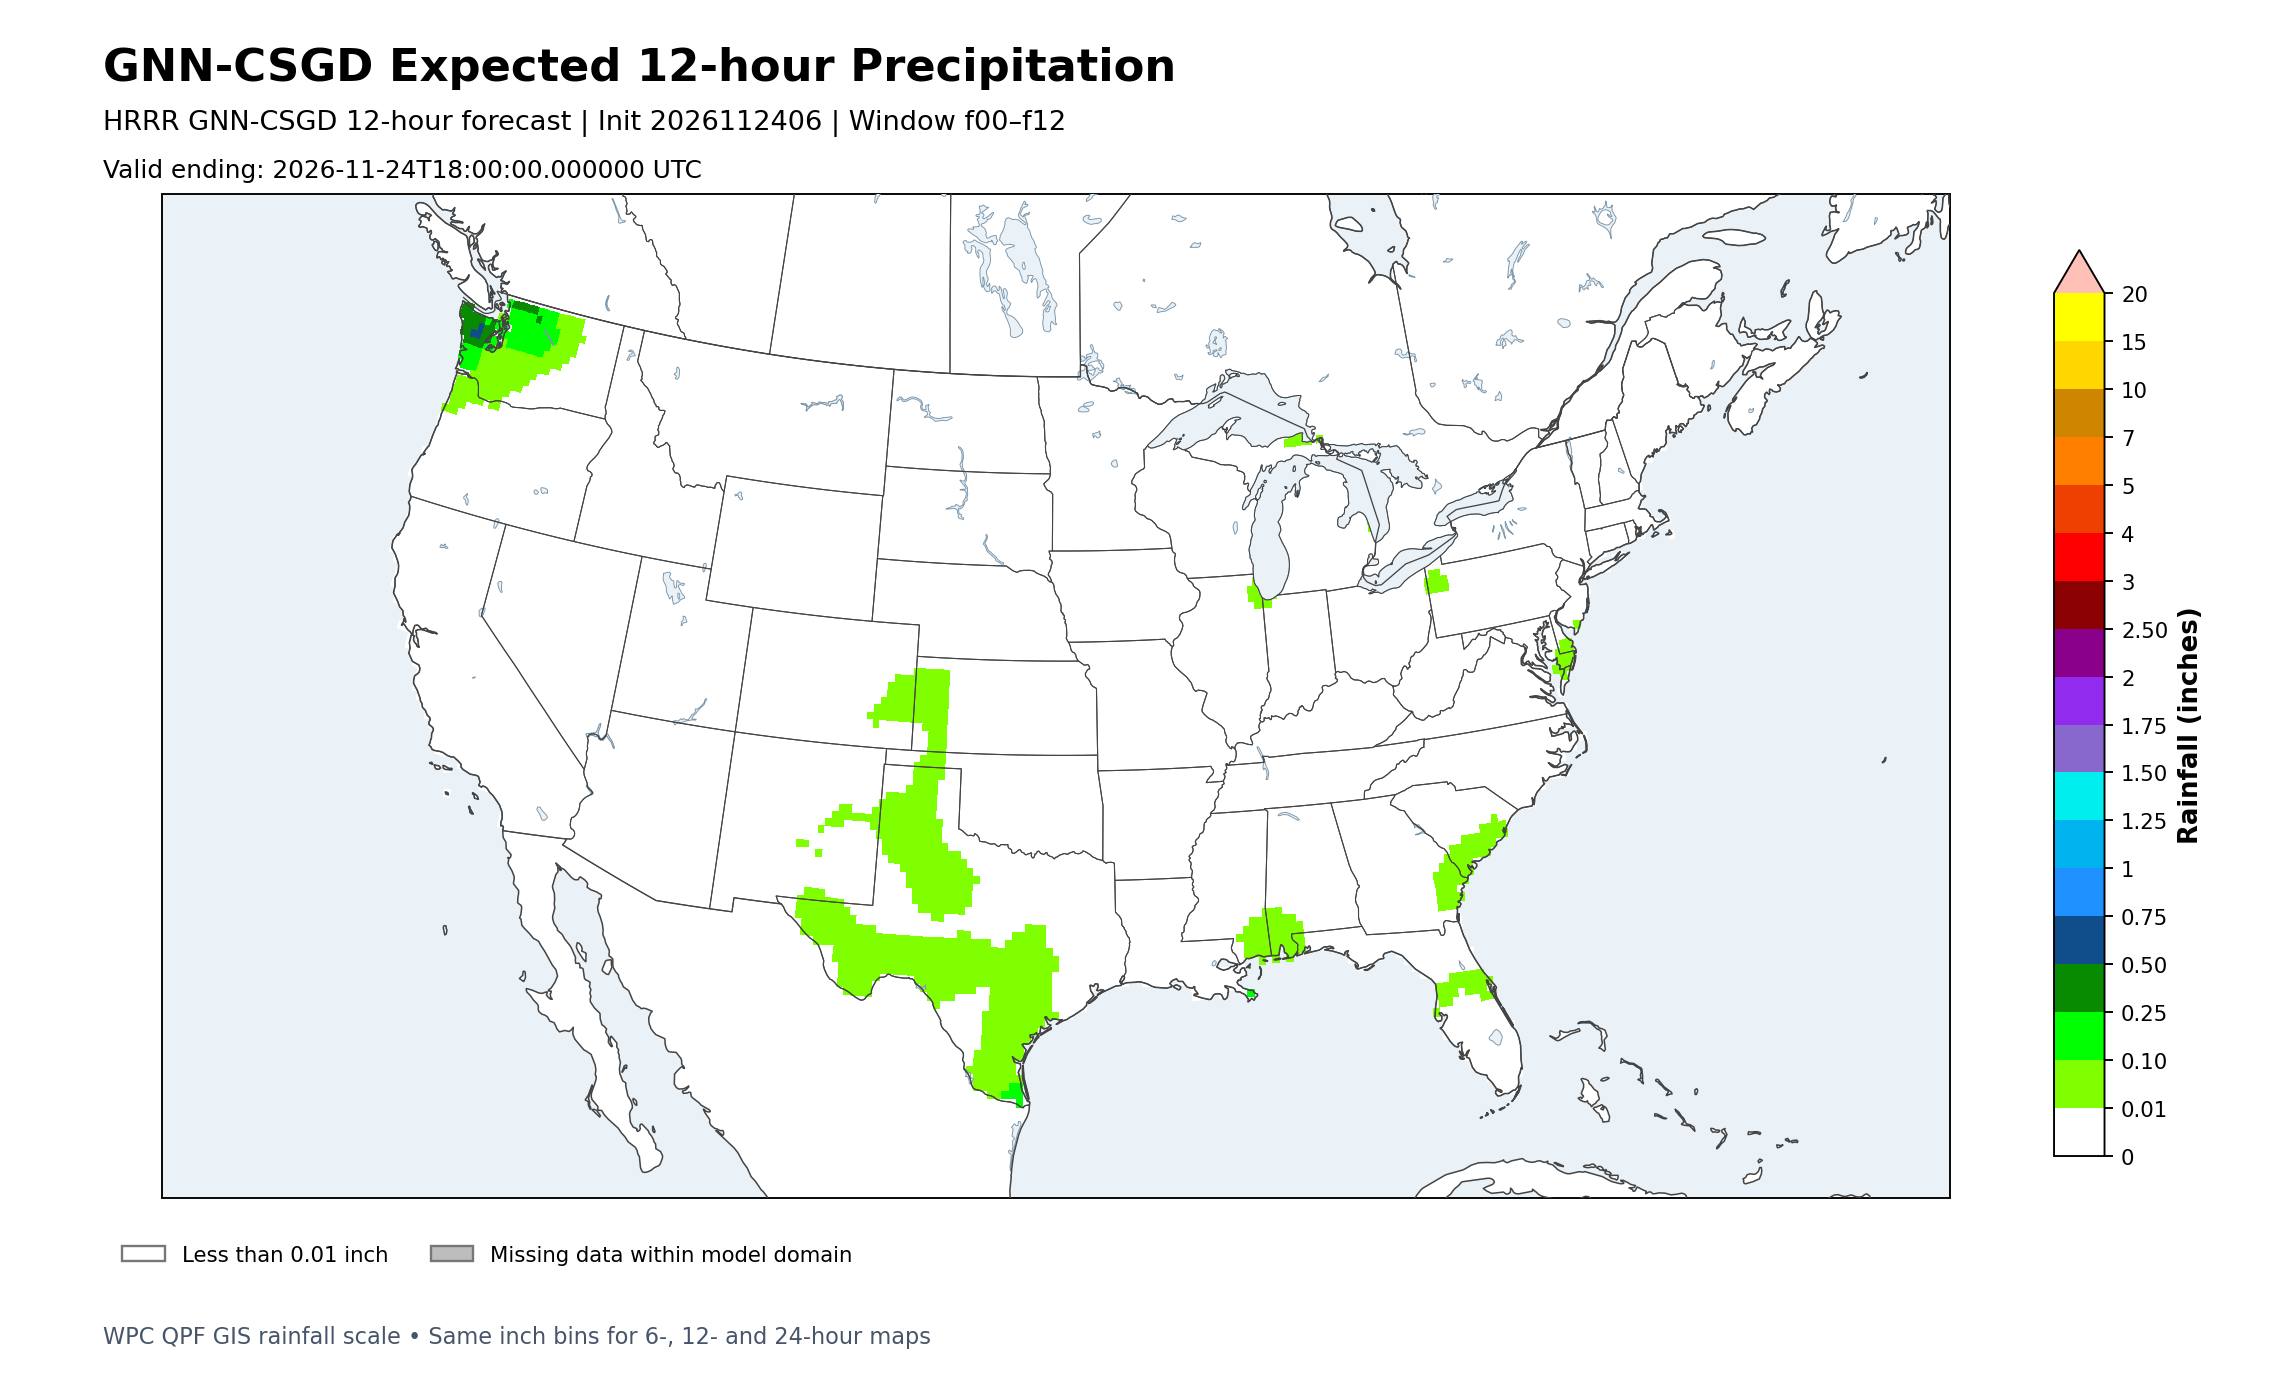 GNN-CSGD Expected 12-hour Precipitation
HRRR GNN-CSGD 12-hour forecast | Init 2026112406 | Window f00–f12
Valid ending: 2026-11-24T18:00:00.000000 UTC
20
15
10
7
5
4
3
2.50
2
1.75
1.50
1.25
1
0.75
0.50
0.25
0.10
0.01
0
Rainfall (inches)
Less than 0.01 inch
Missing data within model domain
WPC QPF GIS rainfall scale • Same inch bins for 6-, 12- and 24-hour maps